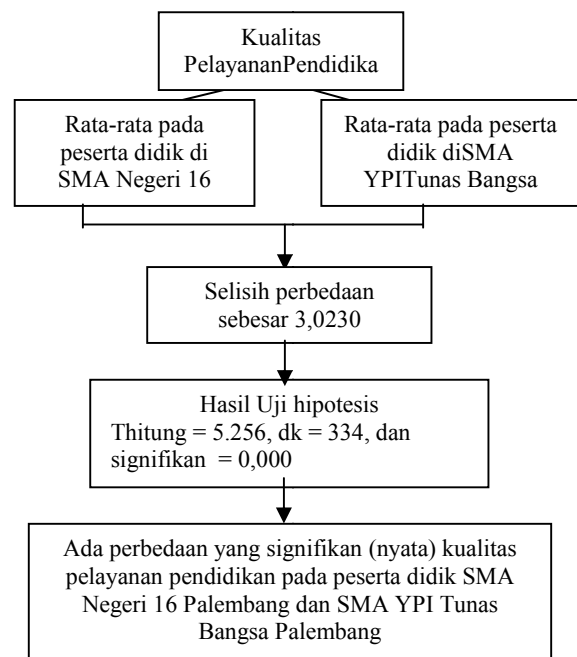 Kualitas
PelayananPendidika
Rata-rata pada
peserta didik di
SMA Negeri 16
Rata-rata pada peserta
didik diSMA
YPITunas Bangsa
Selisih perbedaan
sebesar 3,0230
Hasil Uji hipotesis
Thitung = 5.256, dk = 334, dan
signifikan = 0,000
Ada perbedaan yang signifikan (nyata) kualitas
pelayanan pendidikan pada peserta didik SMA
Negeri 16 Palembang dan SMA YPI Tunas
Bangsa Palembang